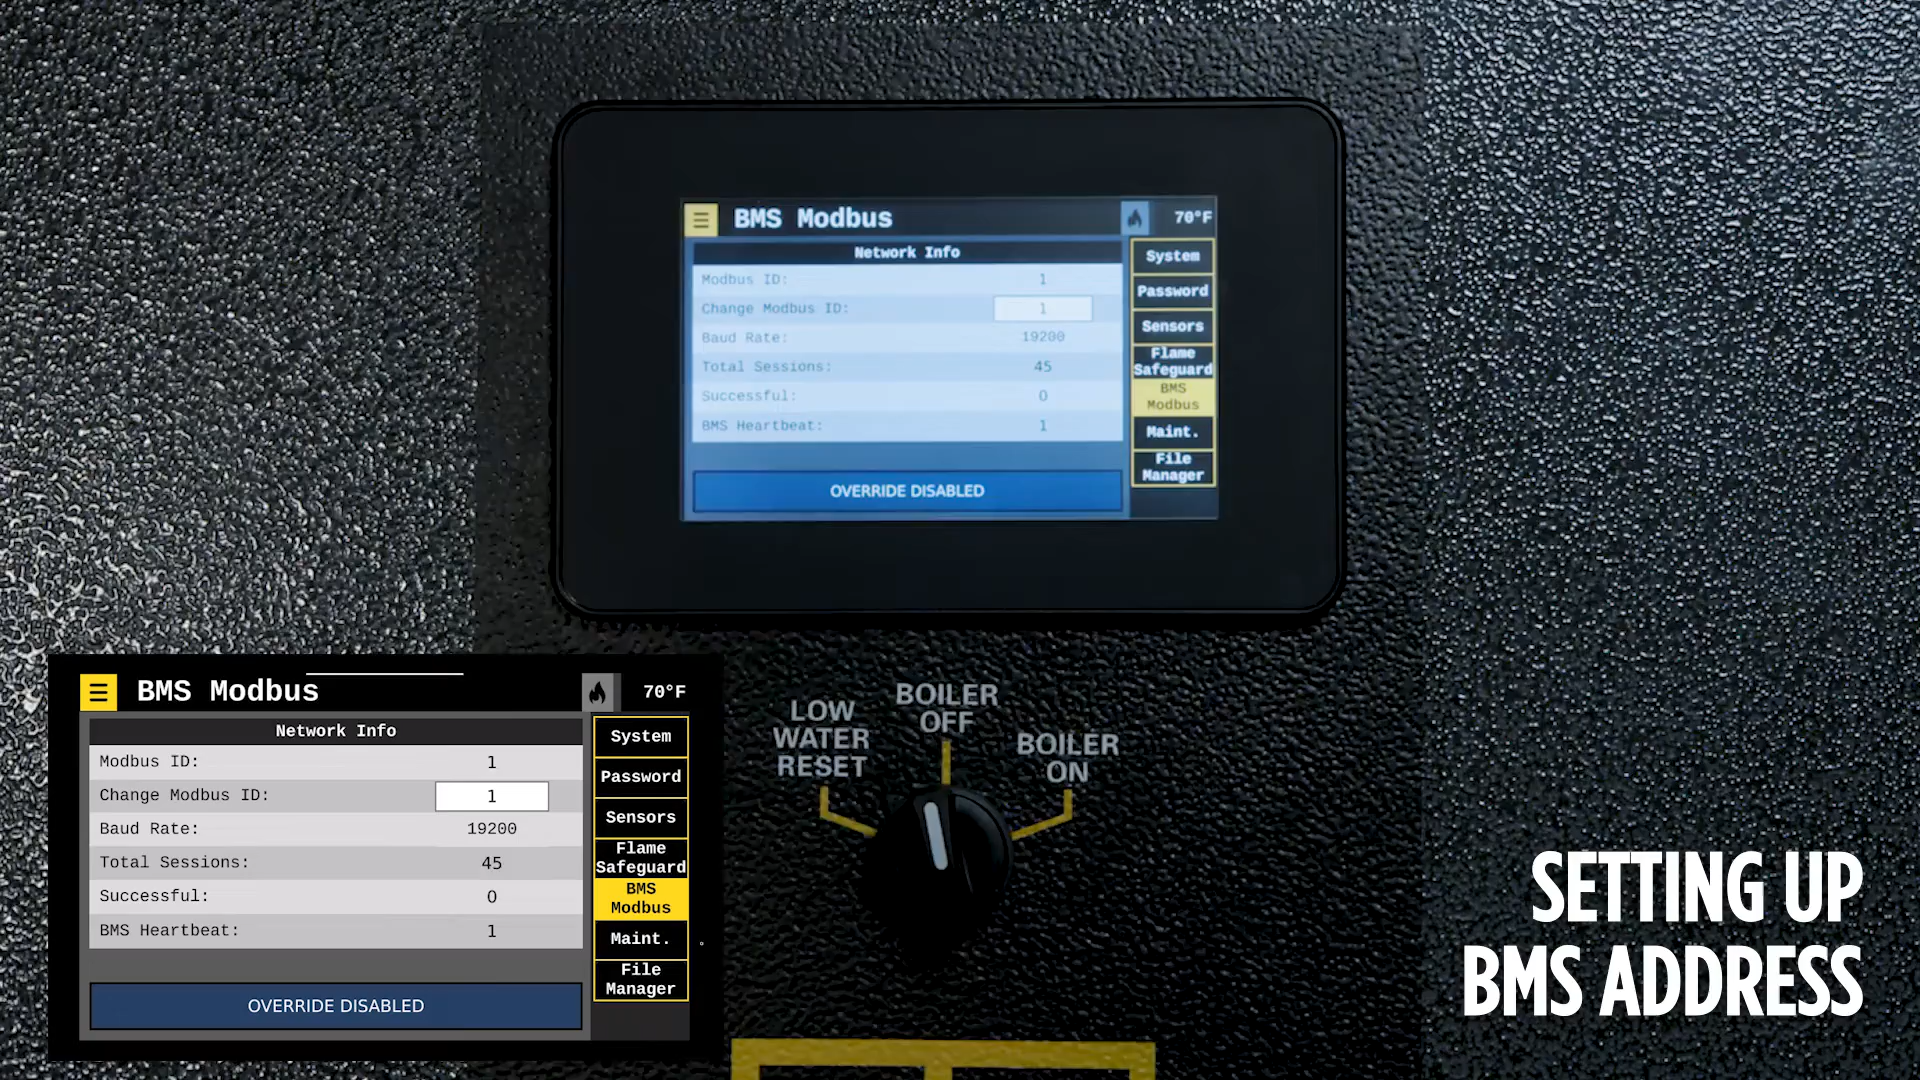 BMS Modbus
70°F
Network Info
Modbus ID: 1
Change Modbus ID: 1
Baud Rate: 19200
Total Sessions: 45
Successful: 0
BMS Heartbeat: 1
OVERRIDE DISABLED
System
Password
Sensors
Flame
Safeguard
BMS
Modbus
Maint.
File
Manager
LOW
WATER
RESET
BOILER
OFF
BOILER
ON
BMS Modbus
70°F
Network Info
Modbus ID: 1
Change Modbus ID: 1
Baud Rate: 19200
Total Sessions: 45
Successful: 0
BMS Heartbeat: 1
OVERRIDE DISABLED
System
Password
Sensors
Flame
Safeguard
BMS
Modbus
Maint.
File
Manager
SETTING UP
BMS ADDRESS